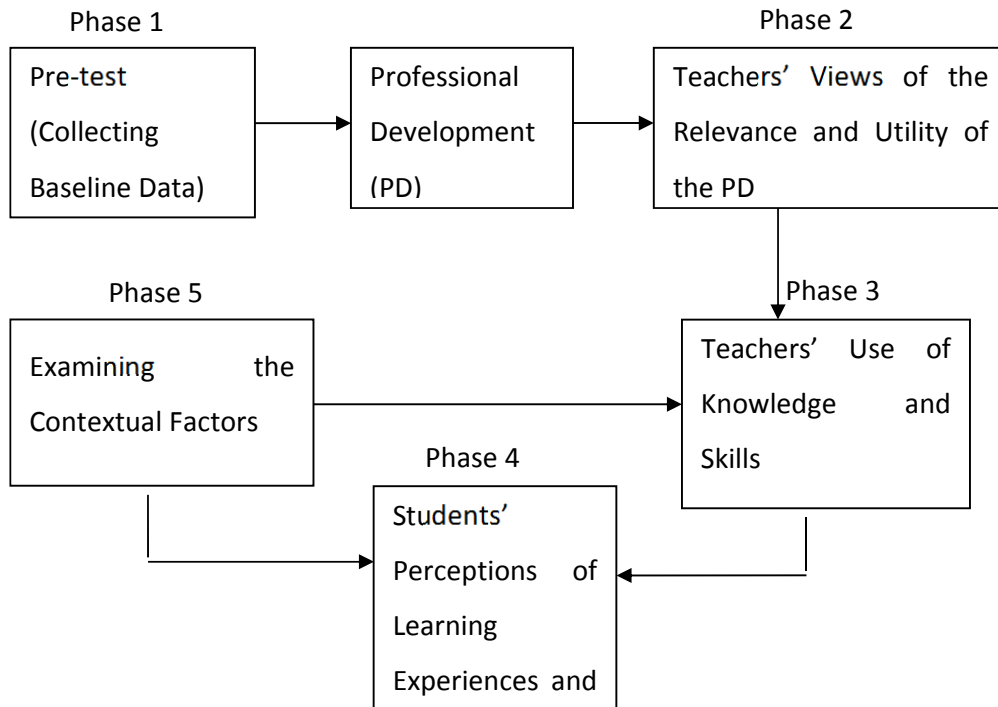 Phase 1
Pre-test
(Collecting
Baseline Data)
Professional
Development
(PD)
Phase 2
Teachers’ Views of the
Relevance and Utility of
the PD
Phase 5
Examining the
Contextual Factors
Phase 3
Teachers’ Use of
Knowledge and
Skills
Phase 4
Students’
Perceptions of
Learning
Experiences and